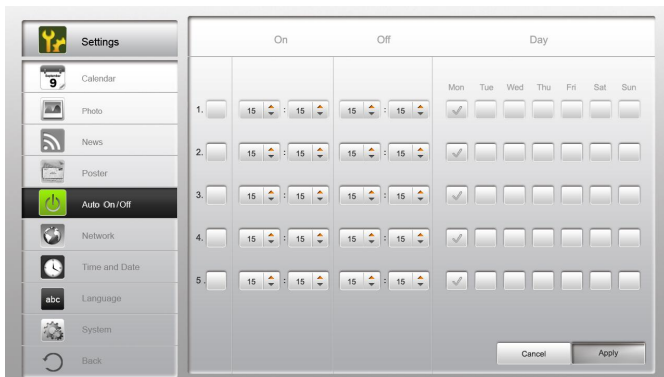 Settings
Calendar
September
9
Photo
News
Poster
Auto On/Off
Network
Time and Date
abc Language
System
Back
On Off Day
Mon Tue Wed Thu Fri Sat Sun
1. 15 : 15 15 : 15
2. 15 : 15 15 : 15
3. 15 : 15 15 : 15
4. 15 : 15 15 : 15
5 . 15 : 15 15 : 15
Cancel Apply